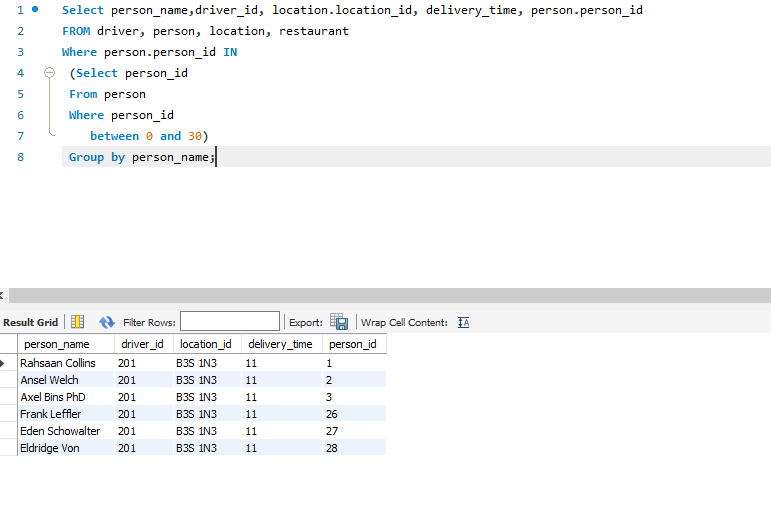 1 Select person_name,driver_id, location.location_id, delivery_time, person.person_id
2 FROM driver, person, location, restaurant
3 Where person.person_id IN
4 (Select person_id
5 From person
6 Where person_id
7 between 0 and 30)
8 Group by person_name;
Result Grid Filter Rows: Export: Wrap Cell Content: IA
person_name driver_id location_id delivery_time person_id
Rahsaan Collins 201 B3S 1N3 11 1
Ansel Welch 201 B3S 1N3 11 2
Axel Bins PhD 201 B3S 1N3 11 3
Frank Leffler 201 B3S 1N3 11 26
Eden Schowalter 201 B3S 1N3 11 27
Eldridge Von 201 B3S 1N3 11 28